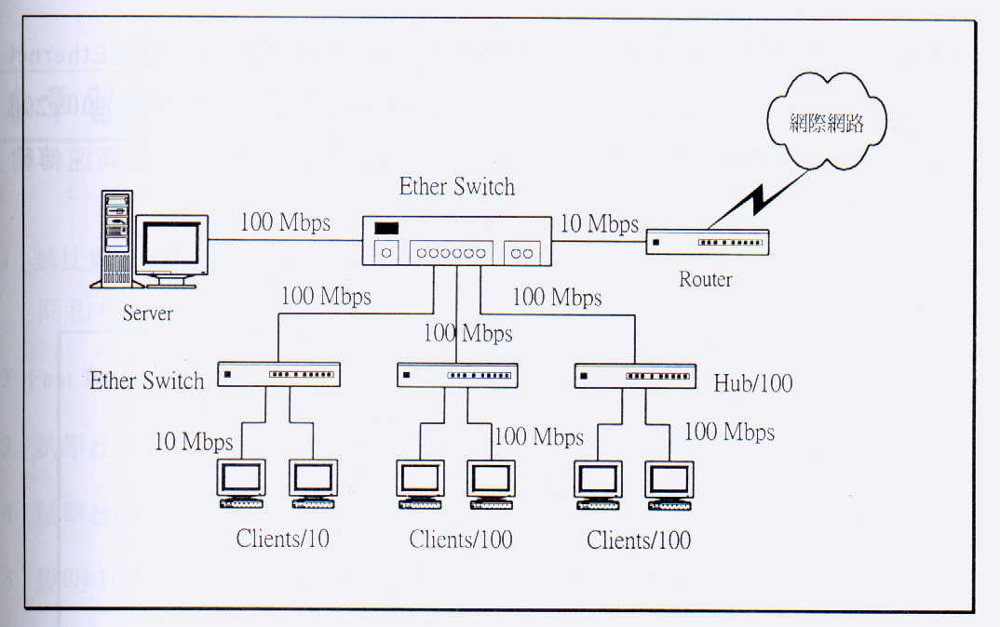 網際網路
Ether Switch
100 Mbps
10 Mbps
Server
Router
100 Mbps
100 Mbps
100 Mbps
Ether Switch
Hub/100
10 Mbps
100 Mbps
100 Mbps
Clients/10
Clients/100
Clients/100
Ethernet